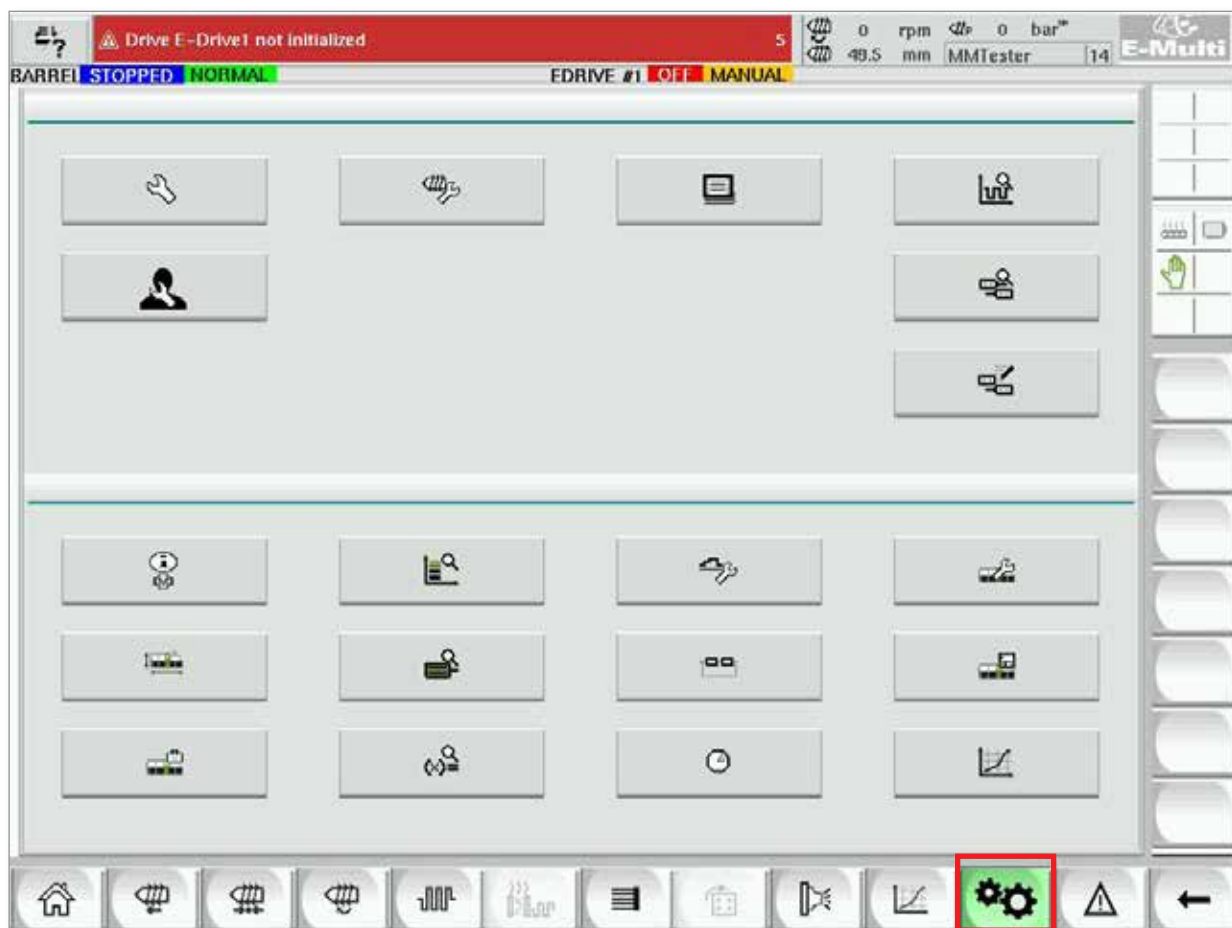 Drive E-Drive1 not initialized 5
0 rpm 0 bar
49.5 mm MMTester 14
E-Multi
BARREL STOPPED NORMAL EDRIVE #1 OFF MANUAL